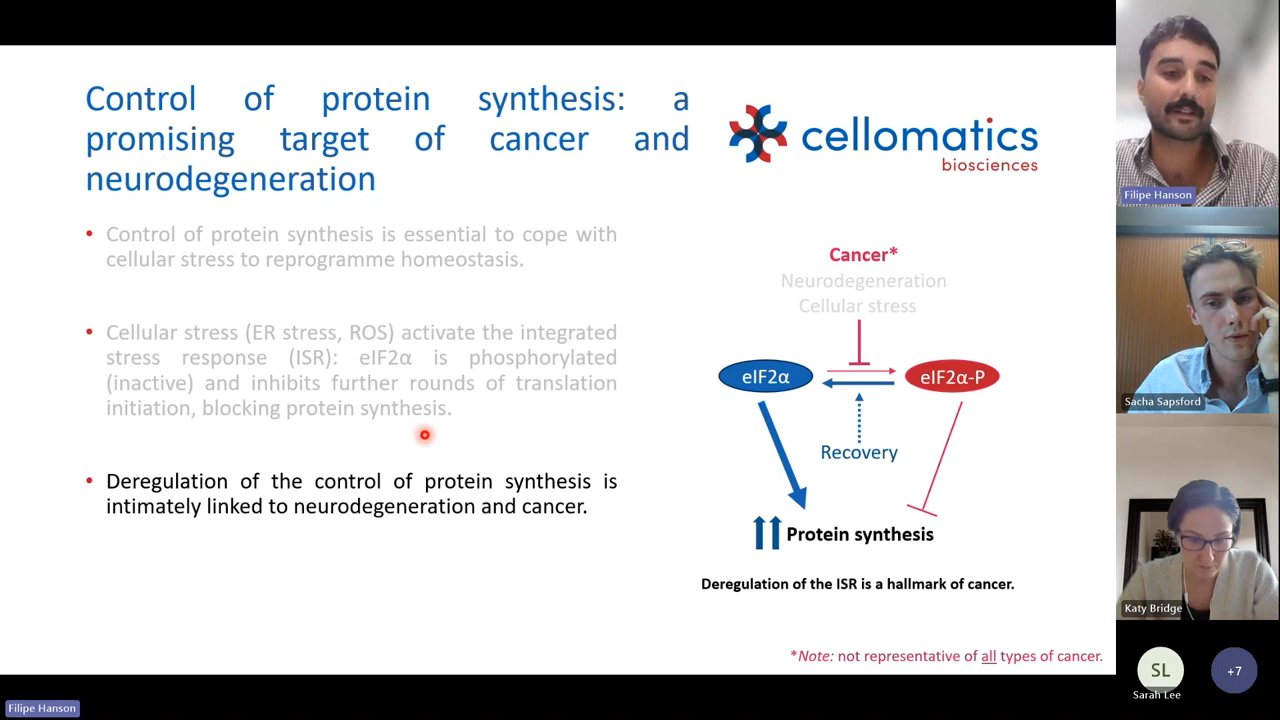 Control of protein synthesis: a
promising target of cancer and
neurodegeneration
cellomatics
biosciences
• Control of protein synthesis is essential to cope with
cellular stress to reprogramme homeostasis.
• Cellular stress (ER stress, ROS) activate the integrated
stress response (ISR): eIF2α is phosphorylated
(inactive) and inhibits further rounds of translation
initiation, blocking protein synthesis.
• Deregulation of the control of protein synthesis is
intimately linked to neurodegeneration and cancer.
Cancer*
Neurodegeneration
Cellular stress
eIF2α
eIF2α-P
Recovery
Protein synthesis
Deregulation of the ISR is a hallmark of cancer.
*Note: not representative of all types of cancer.
Filipe Hanson
Sacha Sapsford
Katy Bridge
SL
Sarah Lee
+7
Filipe Hanson